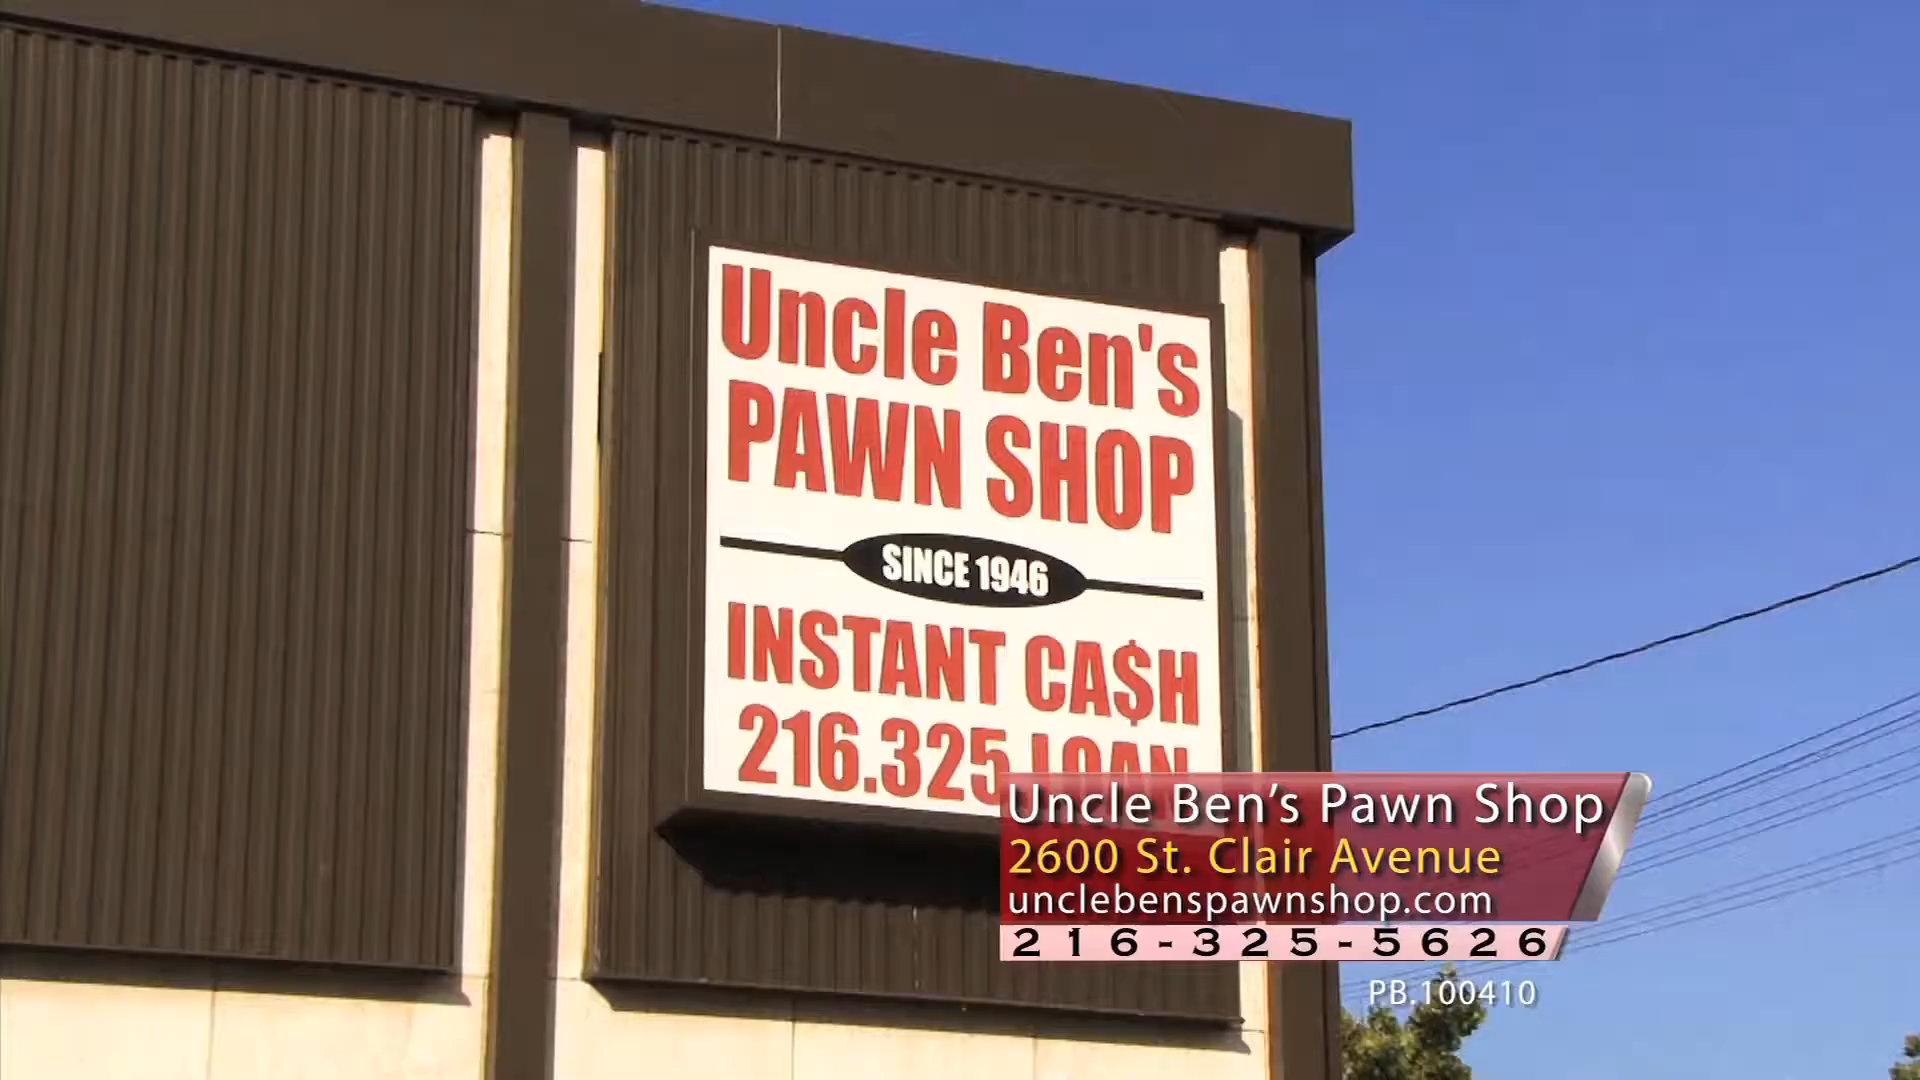 Uncle Ben's
PAWN SHOP
SINCE 1946
INSTANT CA$H
216.325.LOAN
Uncle Ben’s Pawn Shop
2600 St. Clair Avenue
unclebenspawnshop.com
216-325-5626
PB.100410